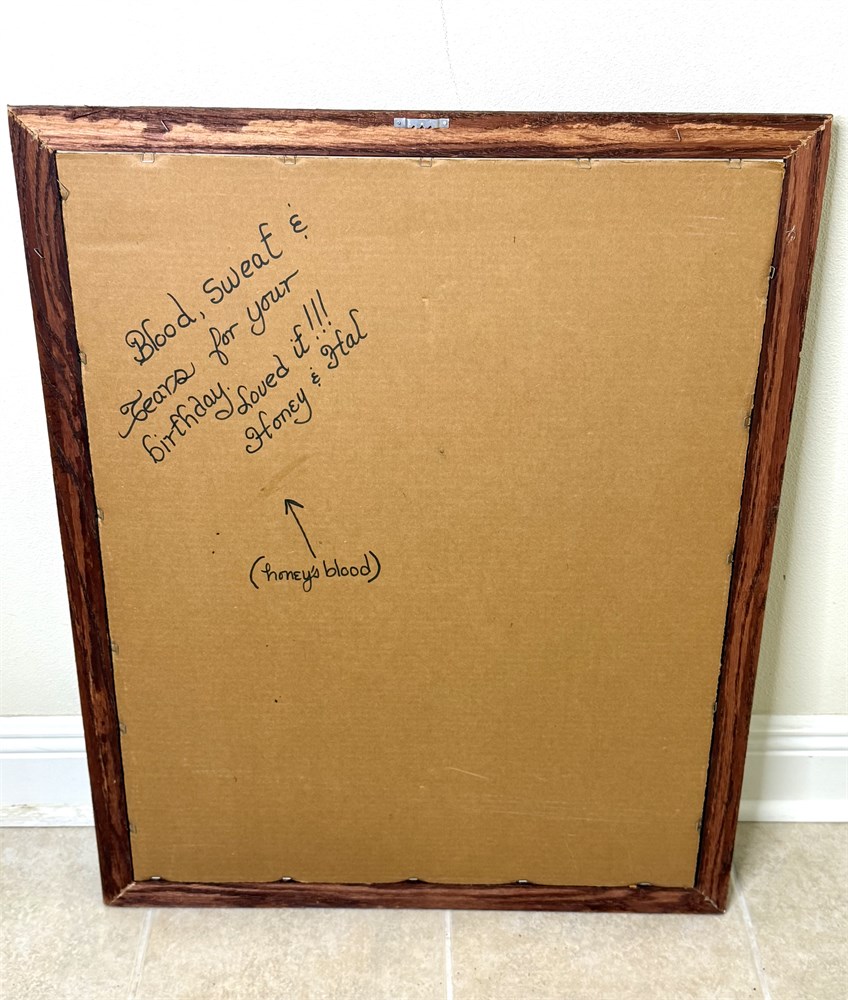 Blood, Sweat &
Tears for your
birthday. Loved it!!!
Honey & Hal
(honey's blood)